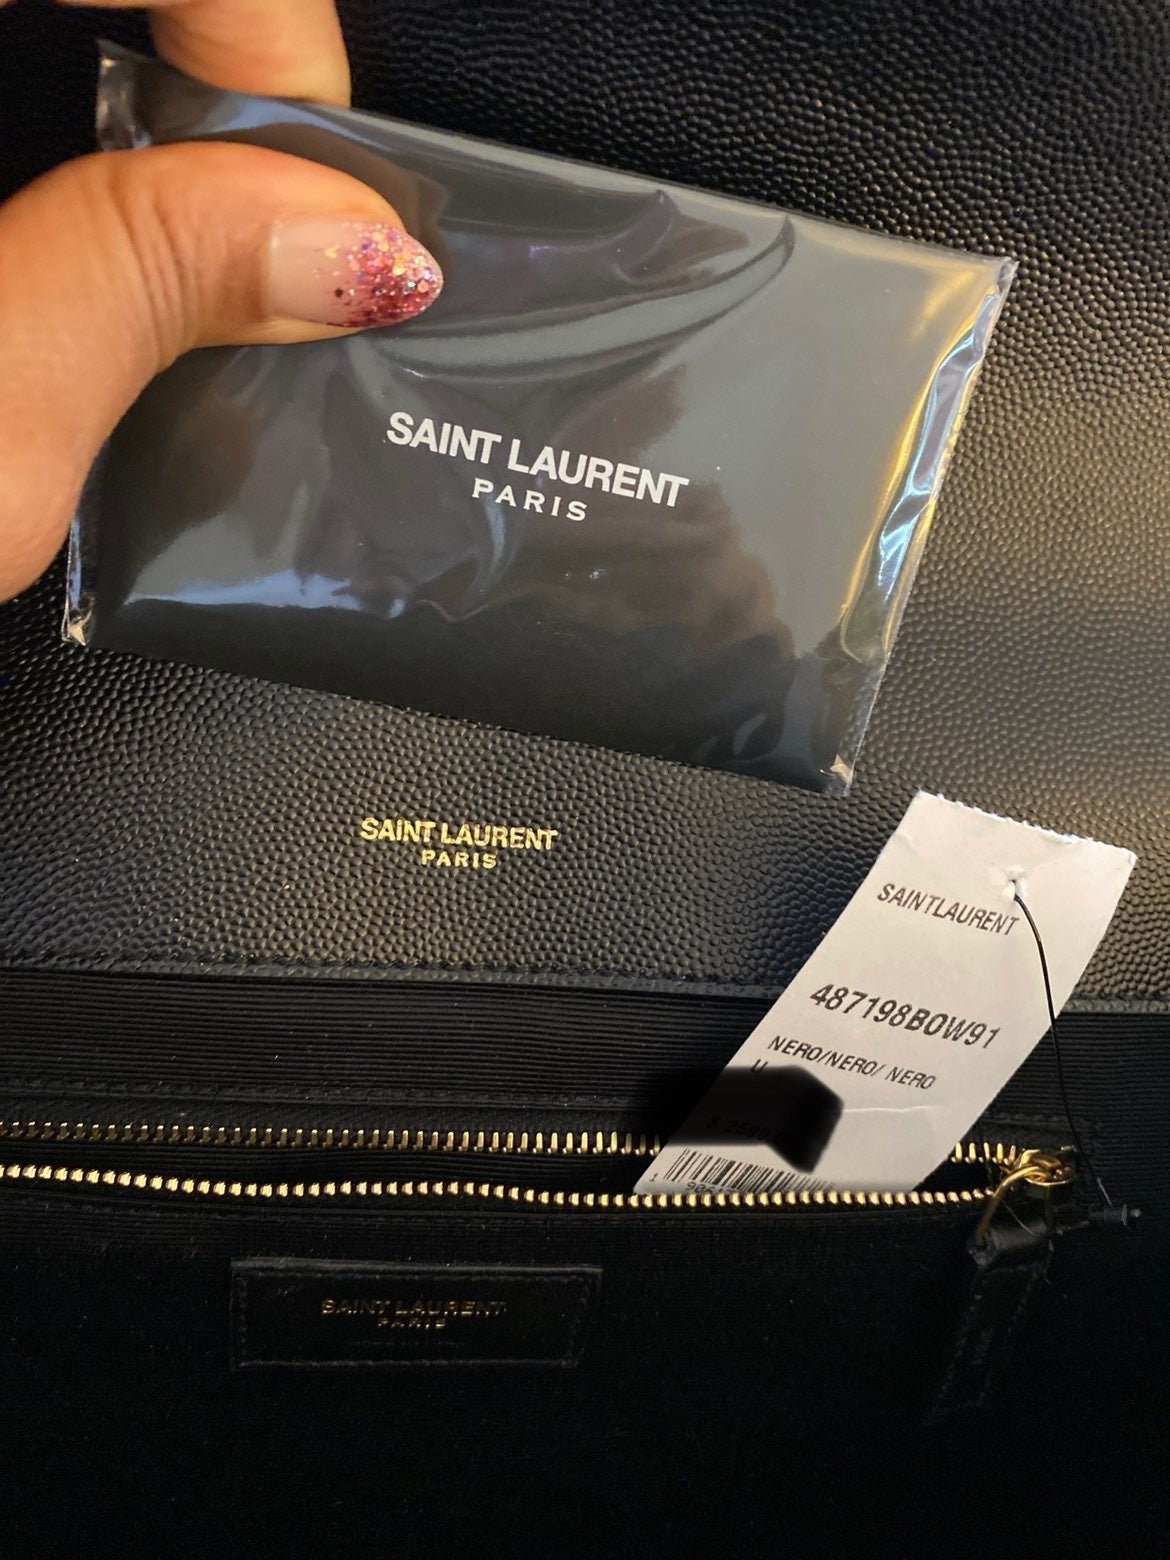 SAINT LAURENT
PARIS
SAINT LAURENT
PARIS
SAINTLAURENT
487198BOW91
NERO/NERO/ NERO
U
SAINT LAURENT
PARIS